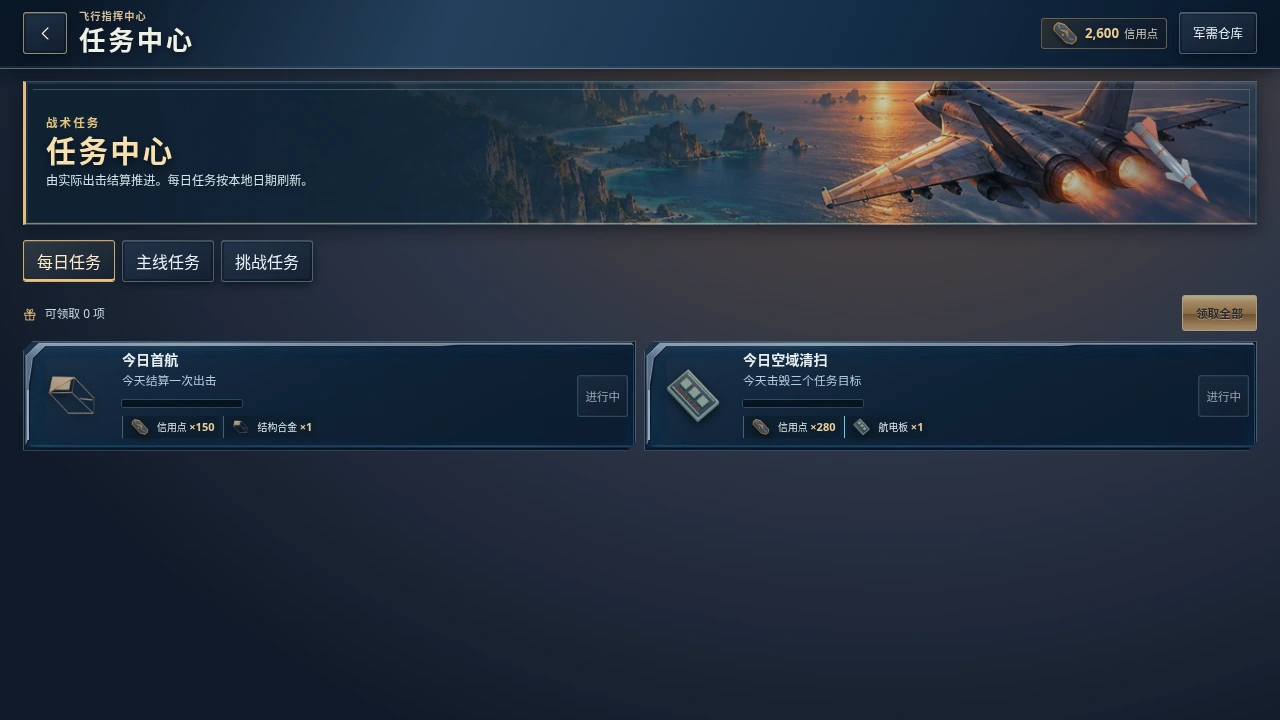 飞行指挥中心
任务中心
2,600 信用点
军需仓库
战术任务
任务中心
由实际出击结算推进。每日任务按本地日期刷新。
每日任务
主线任务
挑战任务
可领取 0 项
领取全部
今日首航
今天结算一次出击
进行中
信用点 ×150
结构合金 ×1
今日空域清扫
今天击毁三个任务目标
进行中
信用点 ×280
航电板 ×1